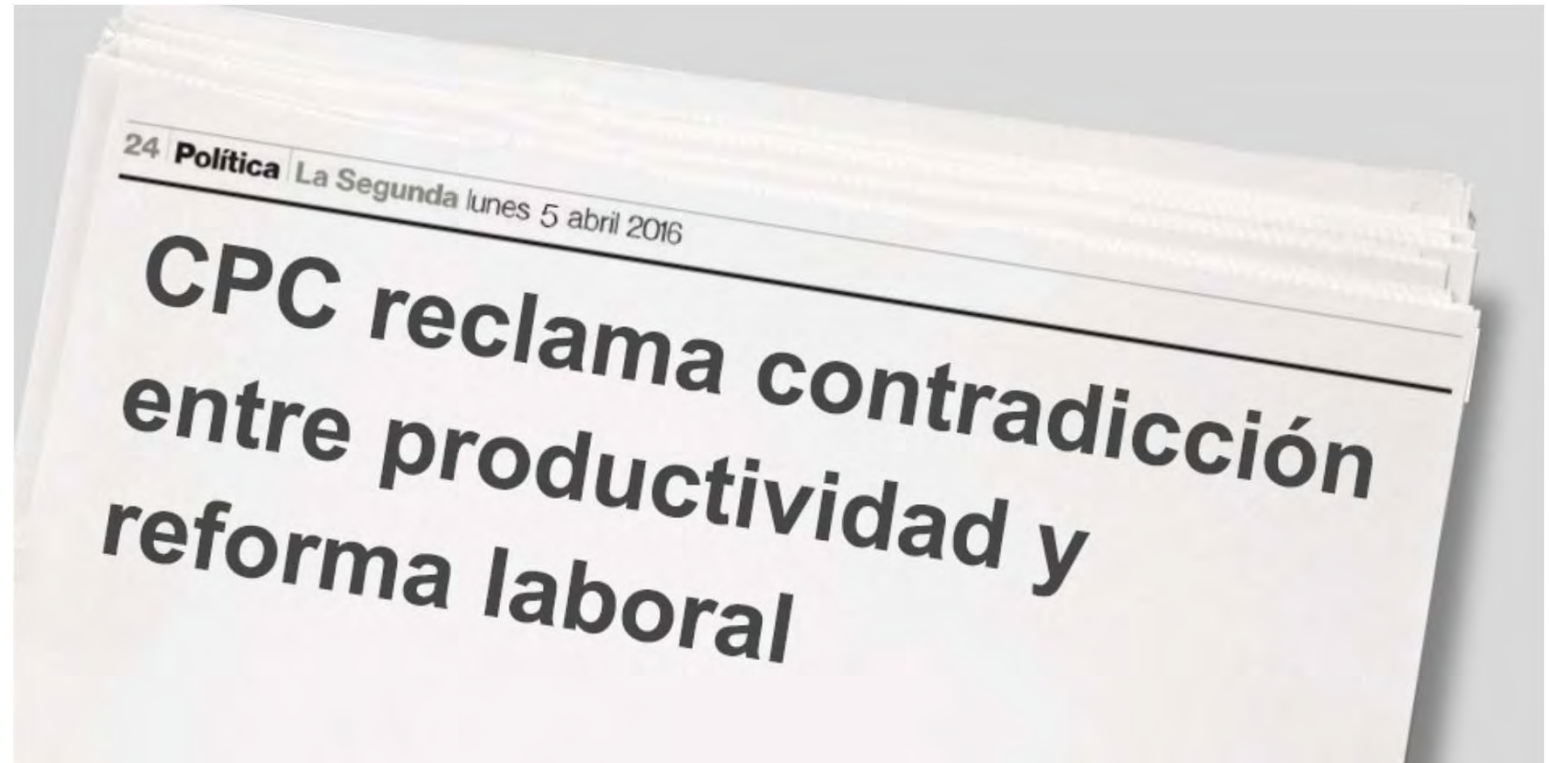 24 Política La Segunda lunes 5 abril 2016
CPC reclama contradicción
entre productividad y
reforma laboral